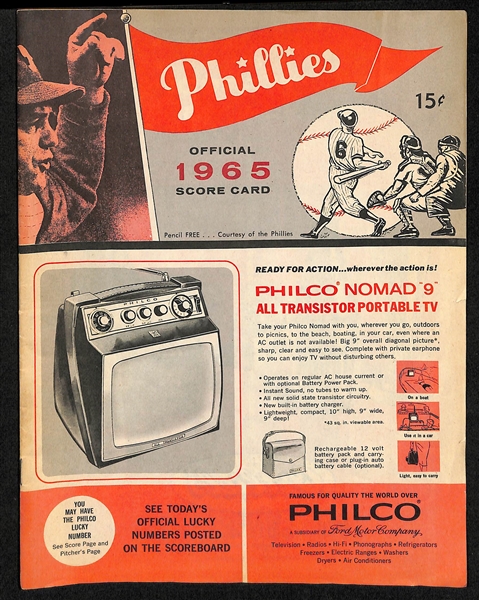 Phillies
15¢
OFFICIAL
1965
SCORE CARD
6
Pencil FREE . . . Courtesy of the Phillies
READY FOR ACTION...wherever the action is!
PHILCO® NOMAD "9"
ALL TRANSISTOR PORTABLE TV
Take your Philco Nomad with you, wherever you go, outdoors
to picnics, to the beach, boating, in your car, even where an
AC outlet is not available! Big 9" overall diagonal picture*,
sharp, clear and easy to see. Complete with private earphone
so you can enjoy TV without disturbing others.
• Operates on regular AC house current or
with optional Battery Power Pack.
• Instant Sound, no tubes to warm up.
• All new solid state transistor circuitry.
• New built-in battery charger.
• Lightweight, compact, 10" high, 9" wide,
9" deep!
*43 sq. in. viewable area.
On a boat
Use it in a car
Light, easy to carry
Rechargeable 12 volt
battery pack and carry-
ing case or plug-in auto
battery cable (optional).
PHILCO
YOU
MAY HAVE
THE PHILCO
LUCKY
NUMBER
See Score Page and
Pitcher's Page
SEE TODAY'S
OFFICIAL LUCKY
NUMBERS POSTED
ON THE SCOREBOARD
FAMOUS FOR QUALITY THE WORLD OVER
PHILCO®
A SUBSIDIARY OF Ford Motor Company,
Television • Radios • Hi-Fi • Phonographs • Refrigerators
Freezers • Electric Ranges • Washers
Dryers • Air Conditioners